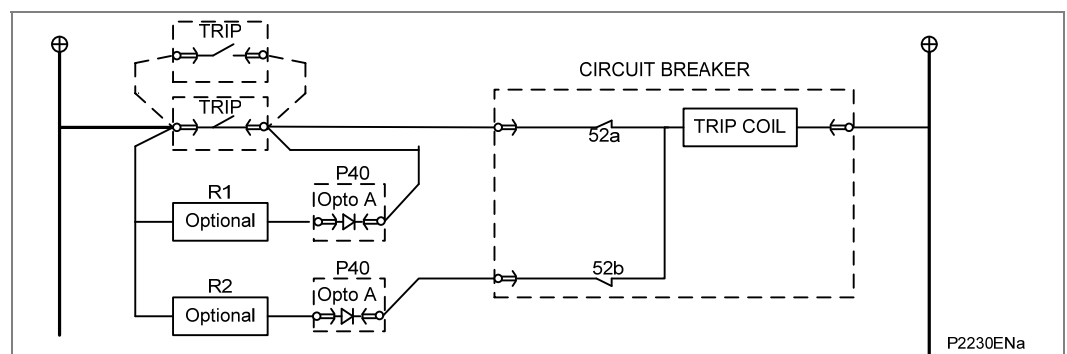 TRIP
CIRCUIT BREAKER
TRIP
52a
TRIP COIL
R1
Optional
P40
Opto A
R2
Optional
P40
Opto A
52b
P2230ENa